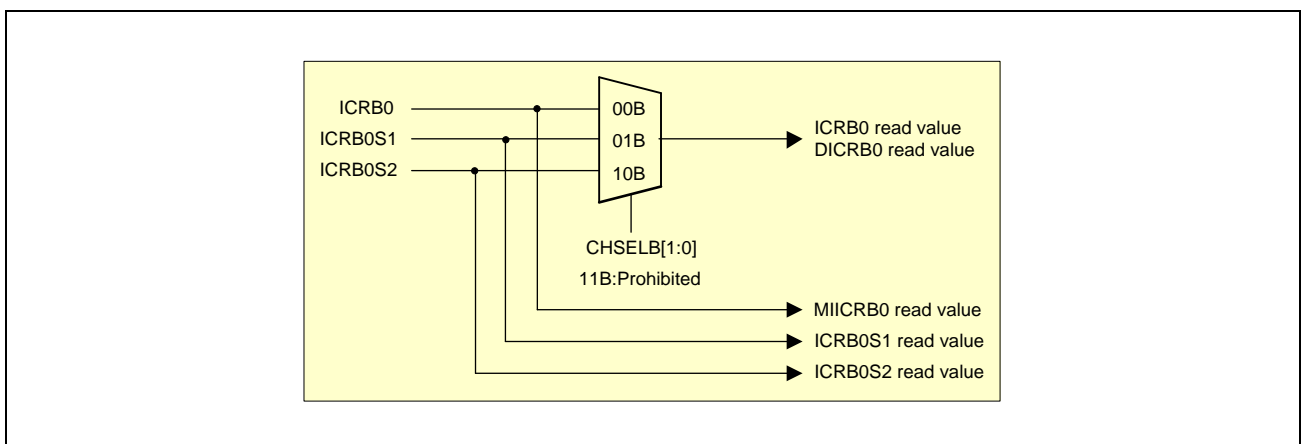 ICRB0
ICRB0S1
ICRB0S2
00B
01B
10B
ICRB0 read value
DICRB0 read value
CHSELB[1:0]
11B:Prohibited
MIICRB0 read value
ICRB0S1 read value
ICRB0S2 read value